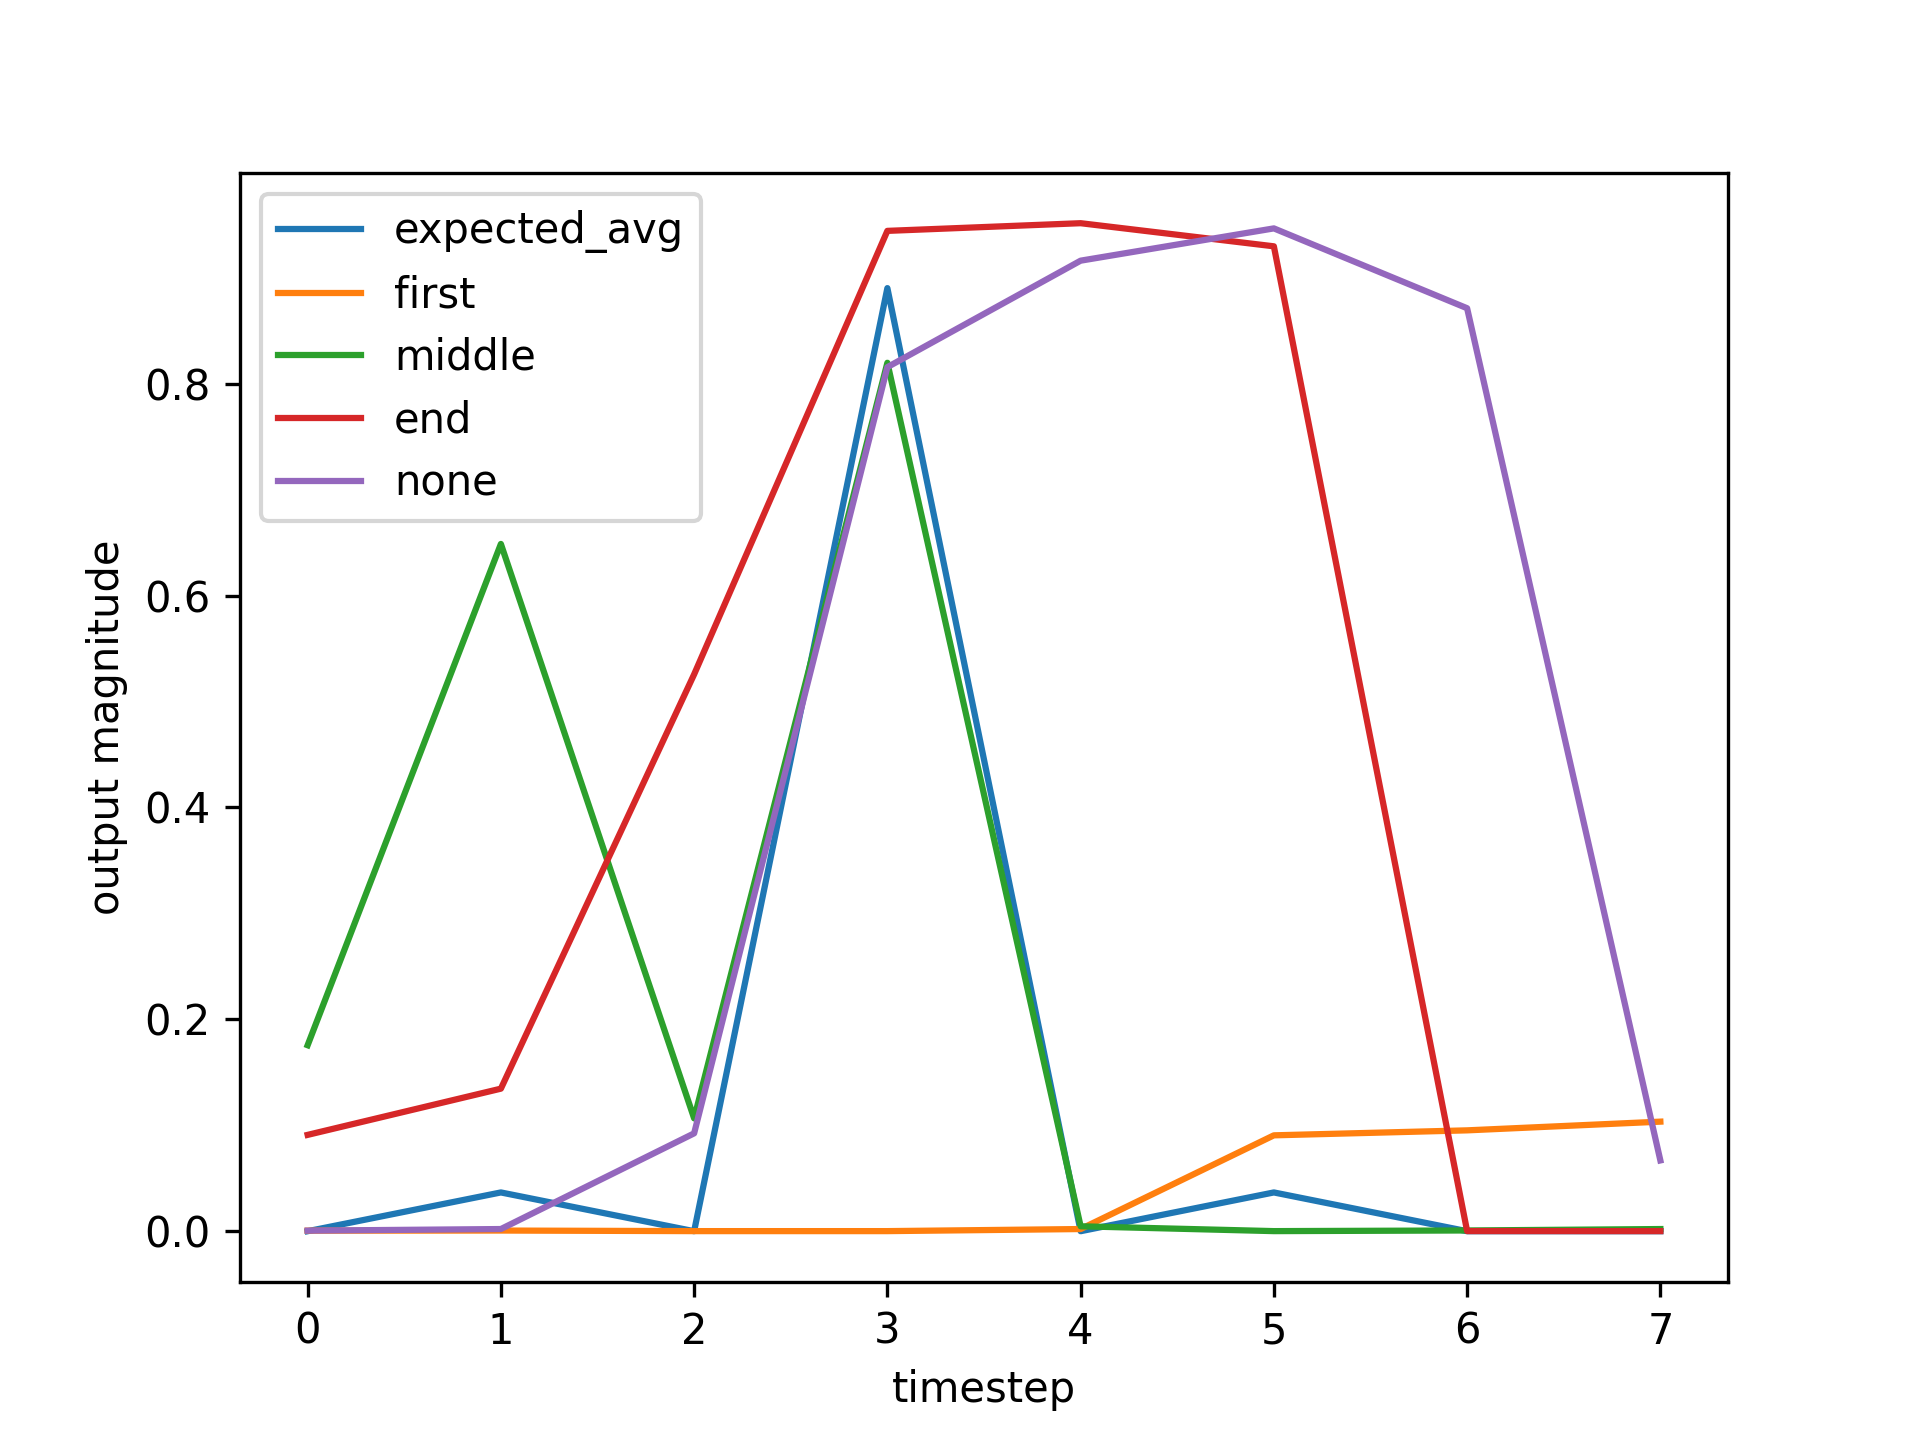 expected_avg
first
middle
end
none
output magnitude
0.8
0.6
0.4
0.2
0.0
0 1 2 3 4 5 6 7
timestep